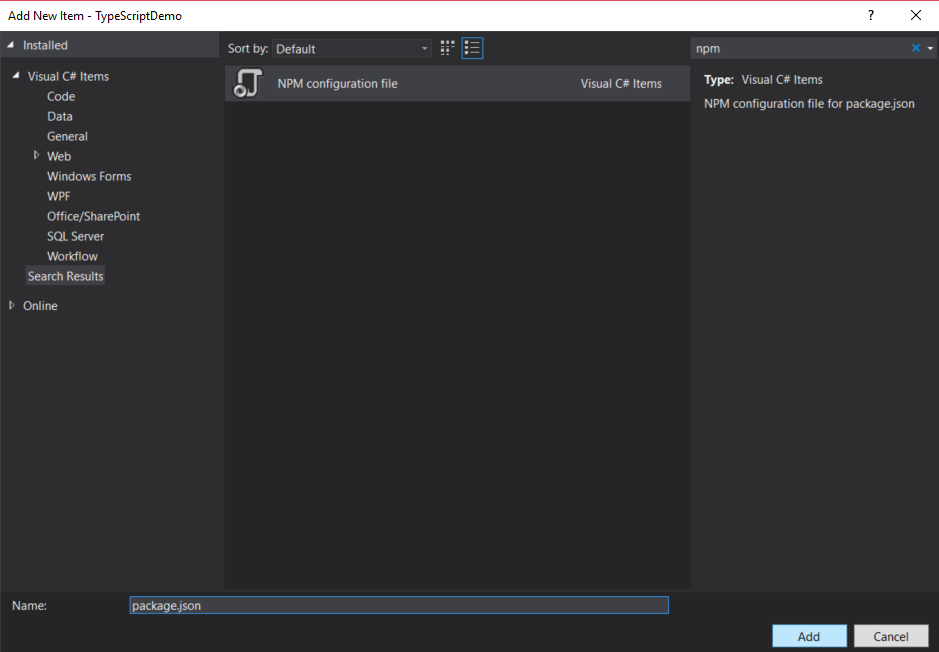 Add New Item - TypeScriptDemo
?
Installed
Sort by: Default
npm
Visual C# Items
Code
Data
General
Web
Windows Forms
WPF
Office/SharePoint
SQL Server
Workflow
Search Results
Online
NPM configuration file Visual C# Items
Type: Visual C# Items
NPM configuration file for package.json
Name: package.json
Add Cancel